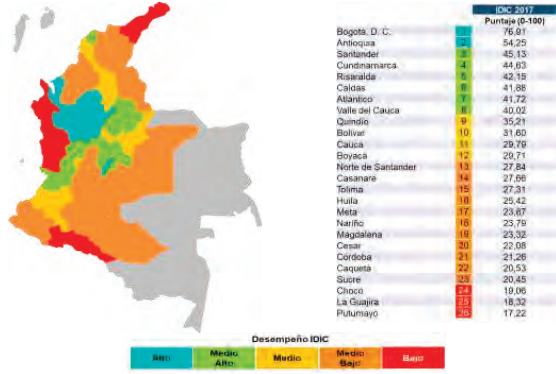 IDIC 2017
Puntaje (0-100)
Bogotá, D. C. 1 76,91
Antioquia 2 54,25
Santander 3 45,13
Cundinamarca 4 44,63
Risaralda 5 42,15
Caldas 6 41,88
Atlántico 7 41,72
Valle del Cauca 8 40,02
Quindío 9 35,21
Bolívar 10 31,60
Cauca 11 29,79
Boyacá 12 29,71
Norte de Santander 13 27,84
Casanare 14 27,66
Tolima 15 27,31
Huila 16 25,42
Meta 17 23,87
Nariño 18 23,79
Magdalena 19 23,32
Cesar 20 22,08
Córdoba 21 21,26
Caquetá 22 20,53
Sucre 23 20,45
Chocó 24 19,06
La Guajira 25 18,32
Putumayo 26 17,22
Desempeño IDIC
Alto Medio Alto Medio Medio Bajo Bajo